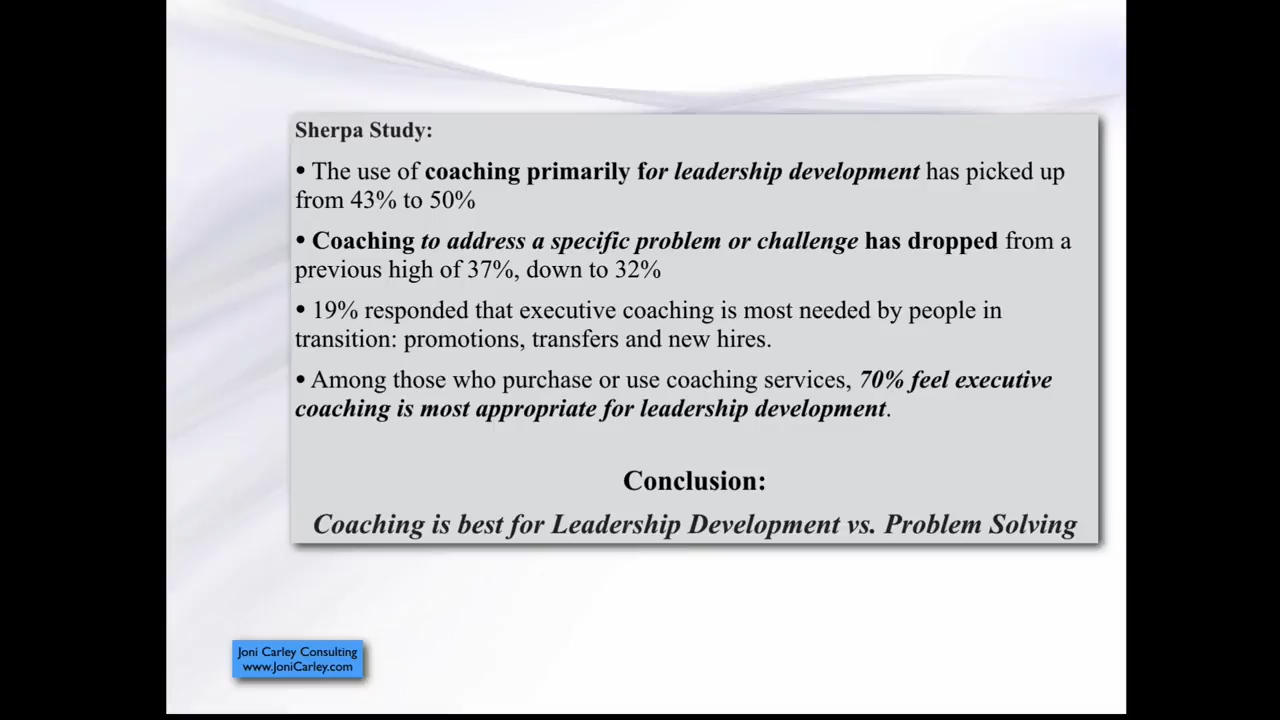 Sherpa Study:
• The use of coaching primarily for leadership development has picked up
from 43% to 50%
• Coaching to address a specific problem or challenge has dropped from a
previous high of 37%, down to 32%
• 19% responded that executive coaching is most needed by people in
transition: promotions, transfers and new hires.
• Among those who purchase or use coaching services, 70% feel executive
coaching is most appropriate for leadership development.
Conclusion:
Coaching is best for Leadership Development vs. Problem Solving
Joni Carley Consulting
www.JoniCarley.com